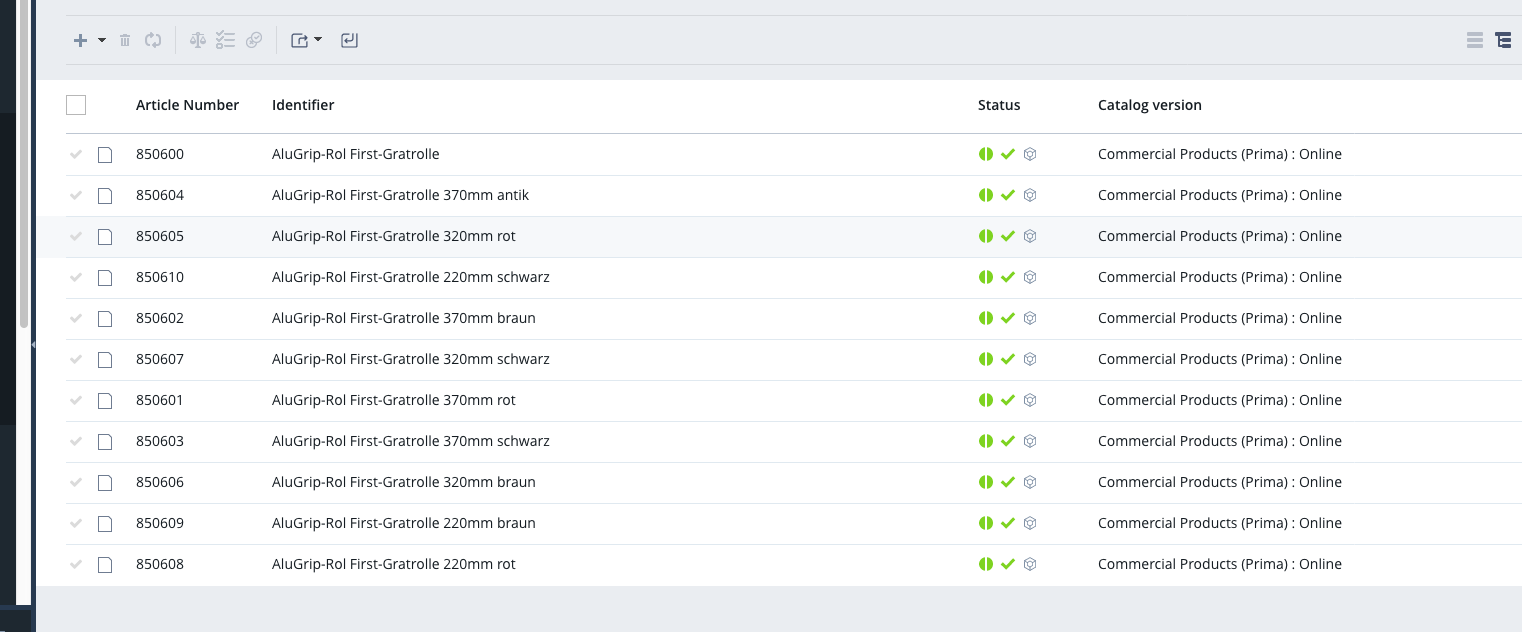 Article Number Identifier Status Catalog version
850600 AluGrip-Rol First-Gratrolle Commercial Products (Prima) : Online
850604 AluGrip-Rol First-Gratrolle 370mm antik Commercial Products (Prima) : Online
850605 AluGrip-Rol First-Gratrolle 320mm rot Commercial Products (Prima) : Online
850610 AluGrip-Rol First-Gratrolle 220mm schwarz Commercial Products (Prima) : Online
850602 AluGrip-Rol First-Gratrolle 370mm braun Commercial Products (Prima) : Online
850607 AluGrip-Rol First-Gratrolle 320mm schwarz Commercial Products (Prima) : Online
850601 AluGrip-Rol First-Gratrolle 370mm rot Commercial Products (Prima) : Online
850603 AluGrip-Rol First-Gratrolle 370mm schwarz Commercial Products (Prima) : Online
850606 AluGrip-Rol First-Gratrolle 320mm braun Commercial Products (Prima) : Online
850609 AluGrip-Rol First-Gratrolle 220mm braun Commercial Products (Prima) : Online
850608 AluGrip-Rol First-Gratrolle 220mm rot Commercial Products (Prima) : Online